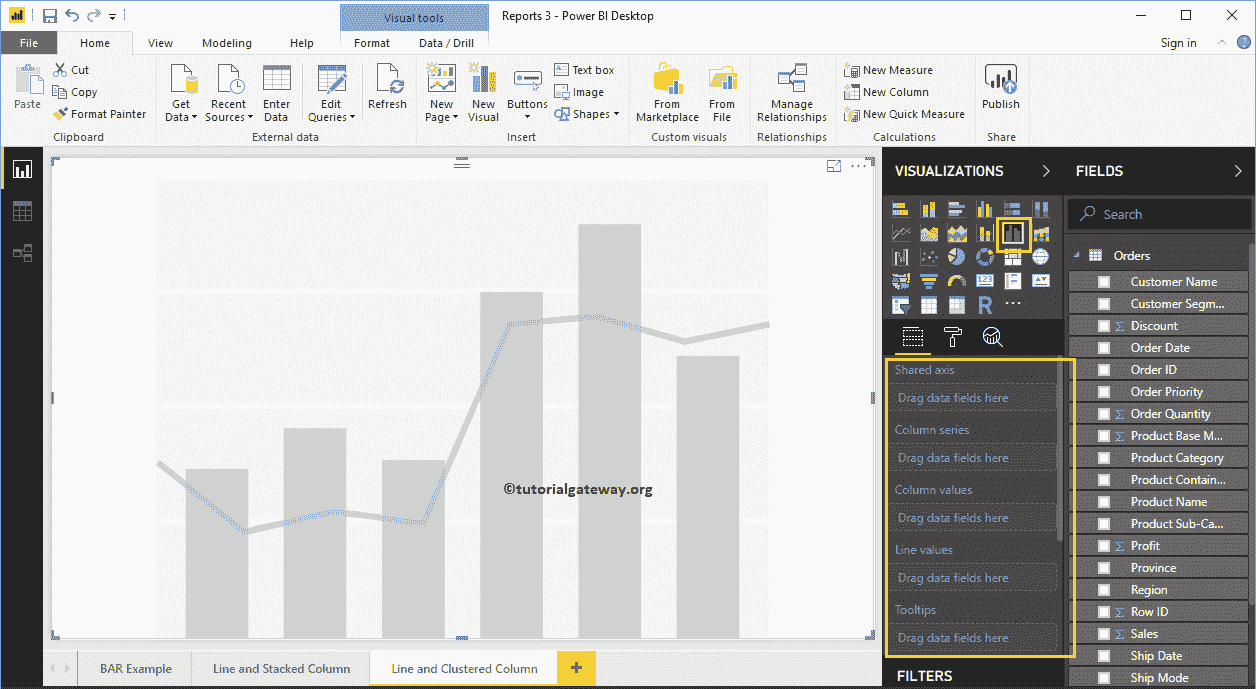 Visual tools
Reports 3 - Power BI Desktop
File
Home
View
Modeling
Help
Format
Data / Drill
Sign in
Paste
Cut
Copy
Format Painter
Clipboard
Get
Data
Recent
Sources
Enter
Data
Edit
Queries
External data
Refresh
New
Page
New
Visual
Buttons
Text box
Image
Shapes
Insert
From
Marketplace
From
File
Custom visuals
Manage
Relationships
Relationships
New Measure
New Column
New Quick Measure
Calculations
Publish
Share
©tutorialgateway.org
VISUALIZATIONS
123
R
Shared axis
Drag data fields here
Column series
Drag data fields here
Column values
Drag data fields here
Line values
Drag data fields here
Tooltips
Drag data fields here
FILTERS
FIELDS
Search
Orders
Customer Name
Customer Segm...
Σ Discount
Order Date
Order ID
Order Priority
Σ Order Quantity
Σ Product Base M...
Product Category
Product Contain...
Product Name
Product Sub-Ca...
Σ Profit
Province
Region
Σ Row ID
Σ Sales
Ship Date
Ship Mode
BAR Example
Line and Stacked Column
Line and Clustered Column
+